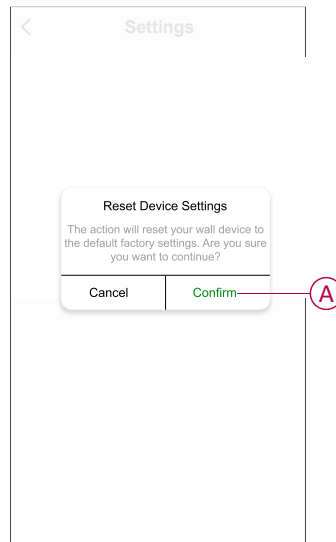 Settings
Reset Device Settings
The action will reset your wall device to
the default factory settings. Are you sure
you want to continue?
Cancel Confirm A